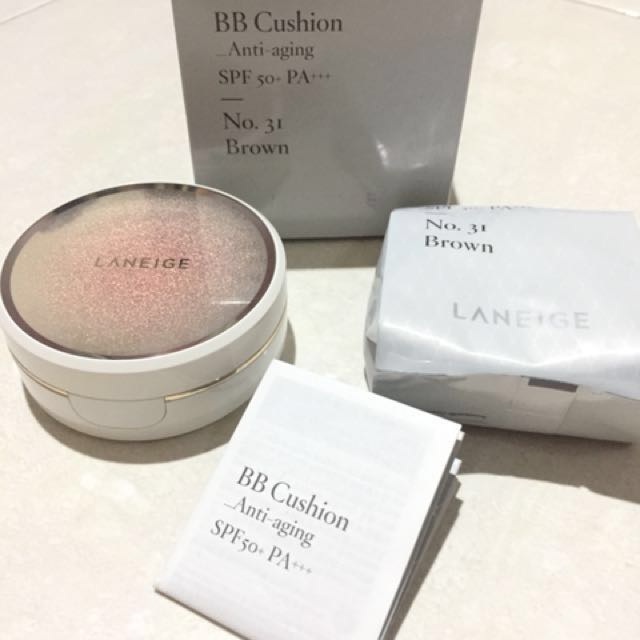 BB Cushion
_Anti-aging
SPF 50+ PA+++
—
No. 31
Brown
LANEIGE
No. 31
Brown
LANEIGE
BB Cushion
_Anti-aging
SPF50+ PA+++